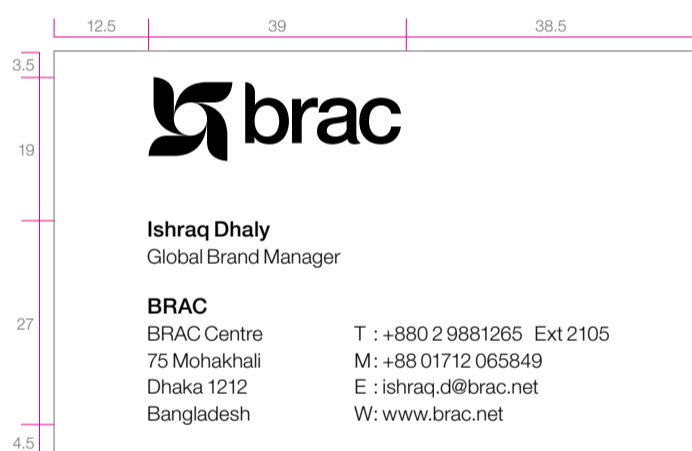 12.5 39 38.5
3.5
brac
19
Ishraq Dhaly
Global Brand Manager
BRAC
27
BRAC Centre T : +880 2 9881265 Ext 2105
75 Mohakhali M: +88 01712 065849
Dhaka 1212 E : ishraq.d@brac.net
Bangladesh W: www.brac.net
4.5